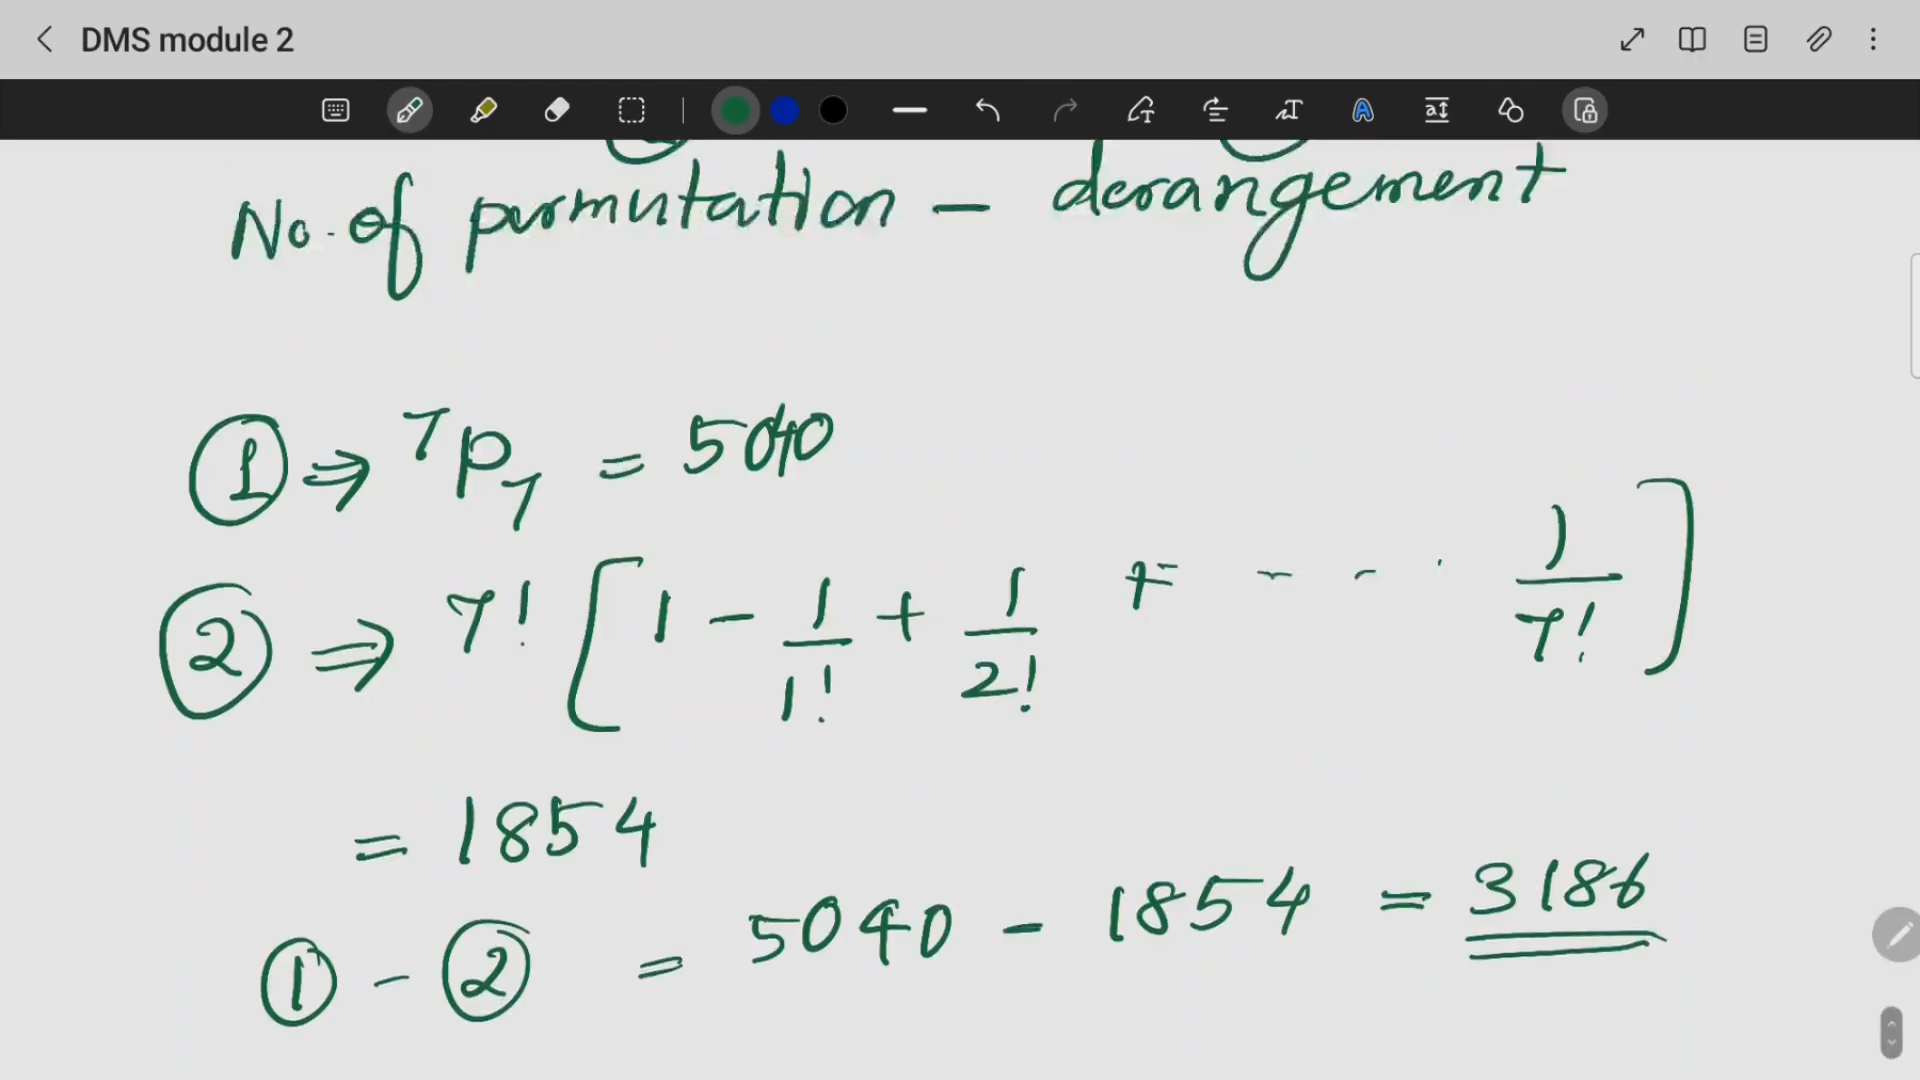 DMS module 2
No. of purmutation – derangement
① ⇒ ⁷P₇ = 5040
② ⇒ 7! [ 1 - 1/1! + 1/2! + - - - · 1/7! ]
= 1854
① - ② = 5040 - 1854 = 3186